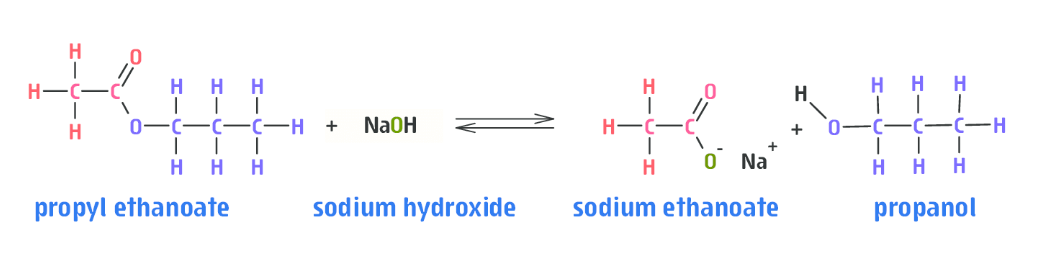 H O
H H H
H C C
H O C C C H
H H H
+ NaOH
H O
H C C
H O - Na +
+
H H H H
O C C C H
H H H
propyl ethanoate sodium hydroxide sodium ethanoate propanol